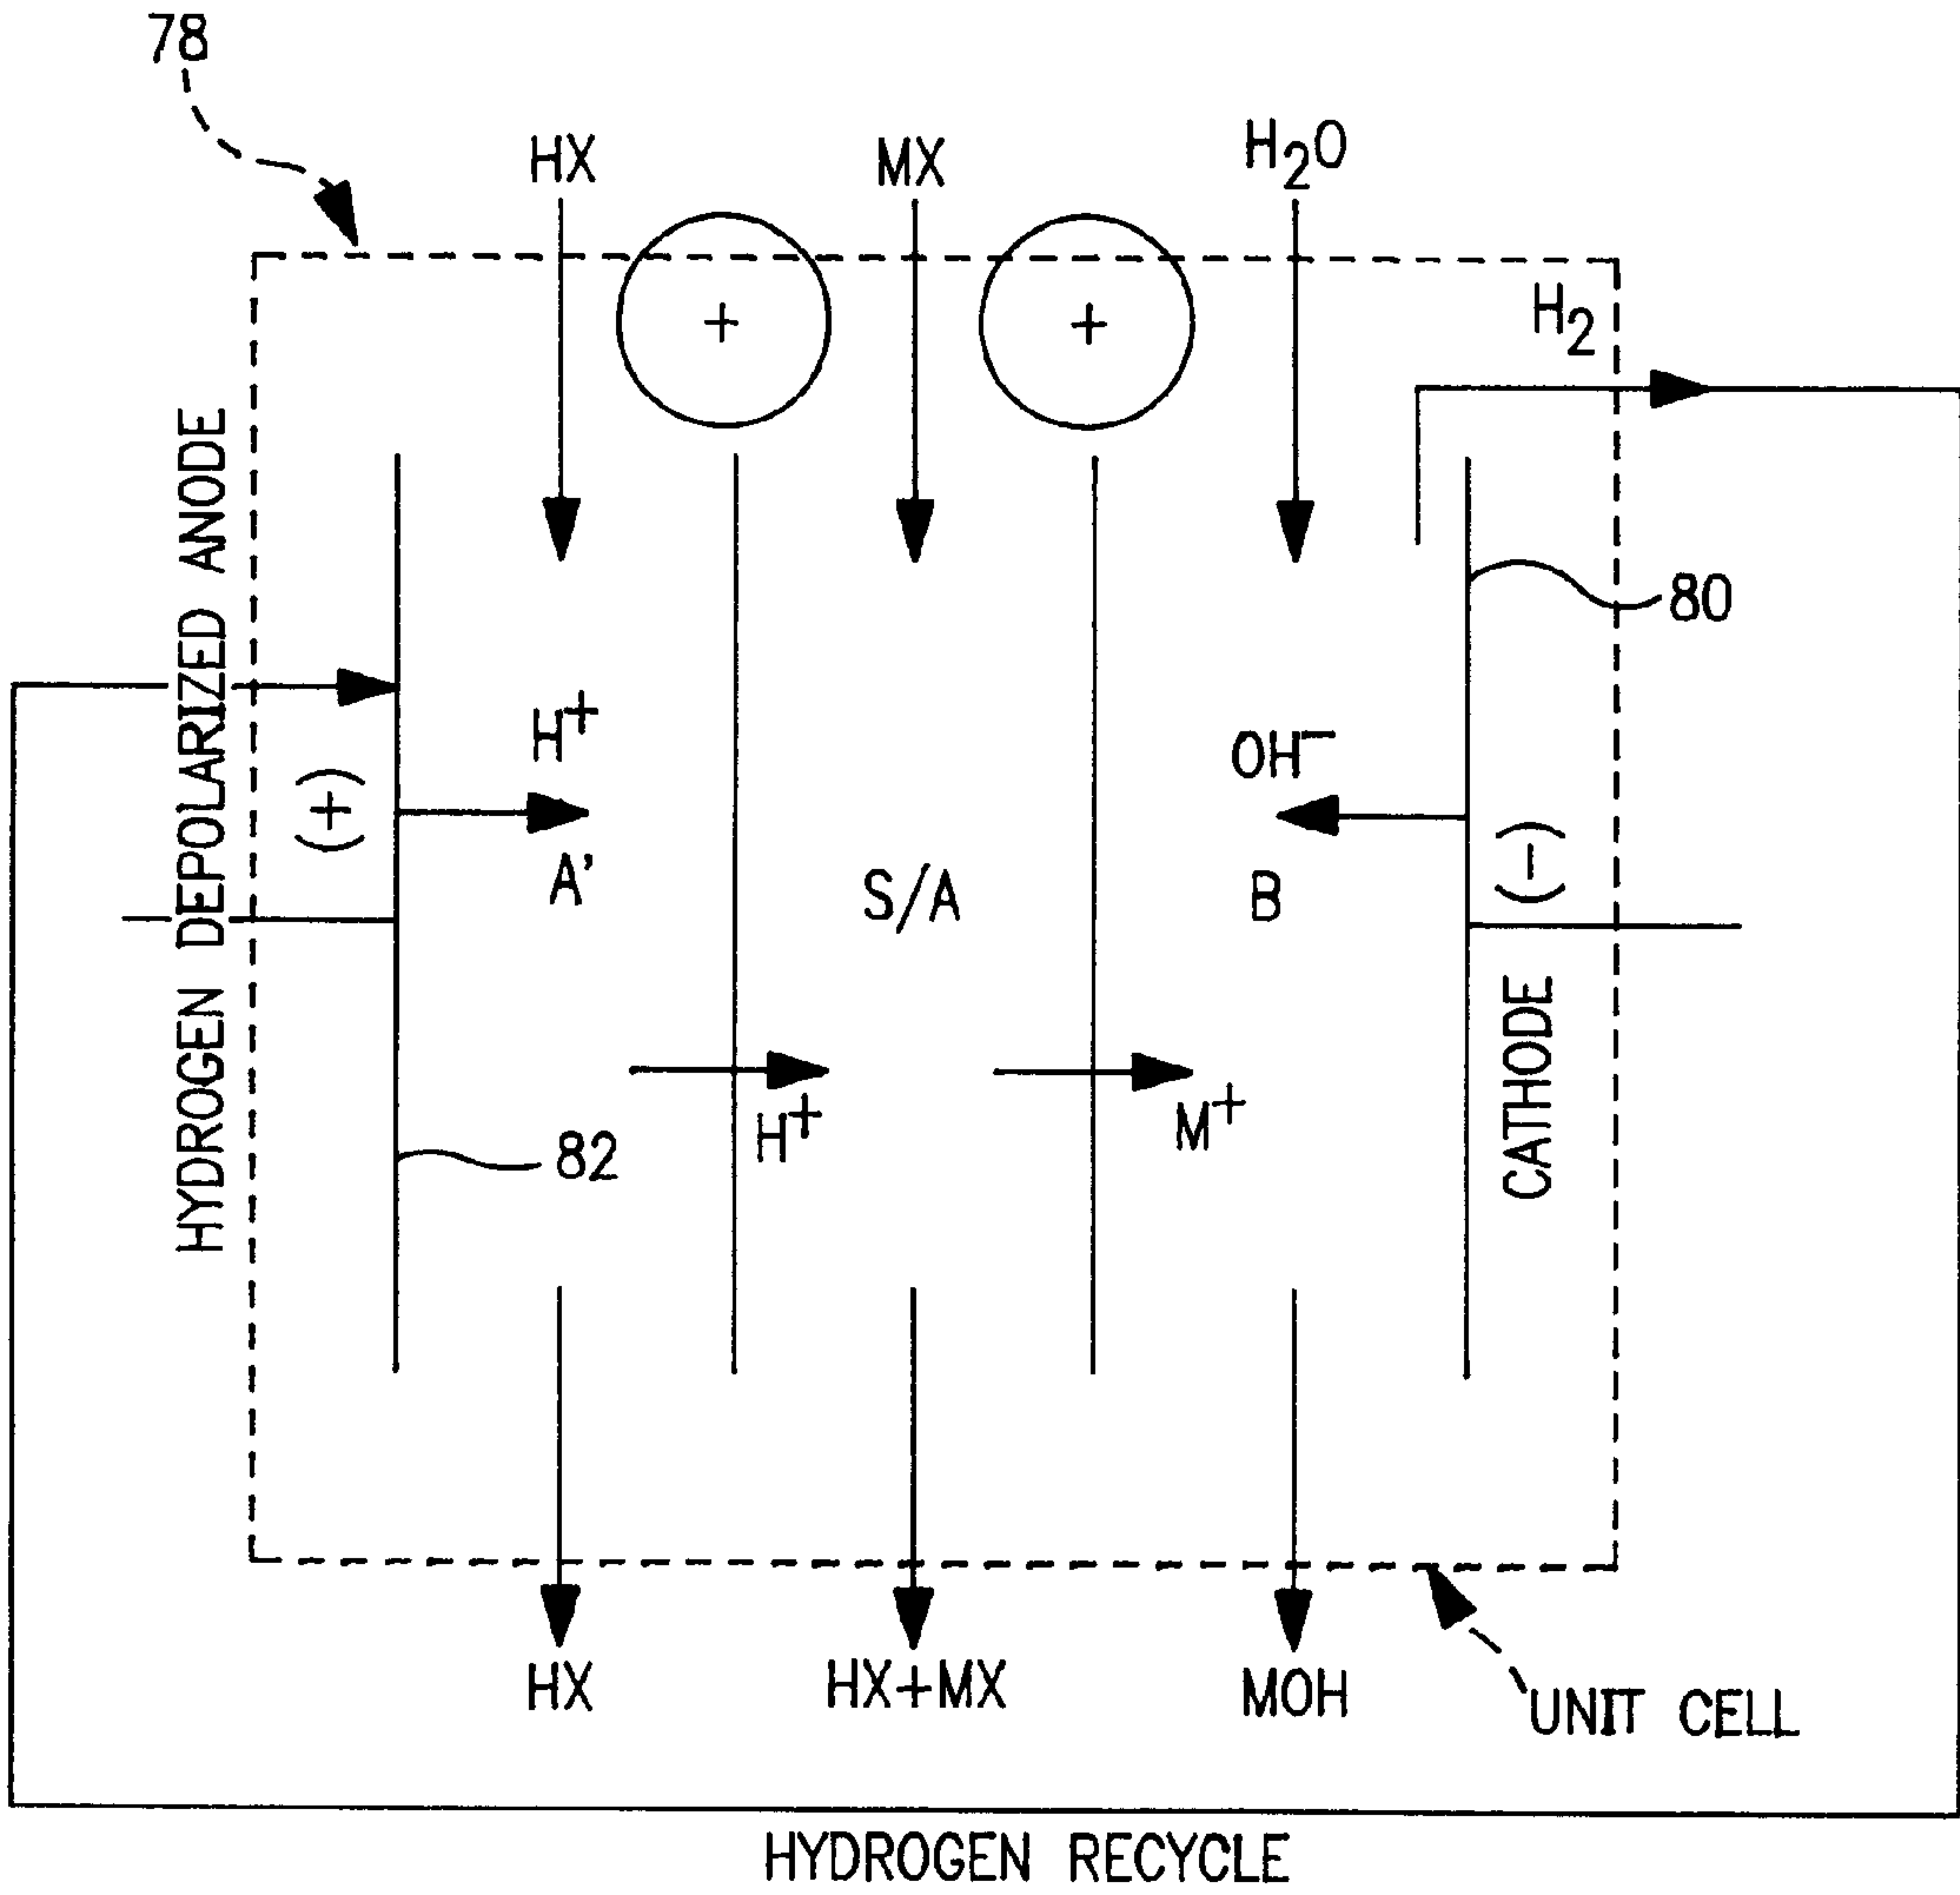 78
HX
MX
H2O
+
+
H2
HYDROGEN DEPOLARIZED ANODE
80
H+
OH−
(+)
(−)
A'
S/A
B
CATHODE
H+
M+
82
HX
HX+MX
MOH
UNIT CELL
HYDROGEN RECYCLE